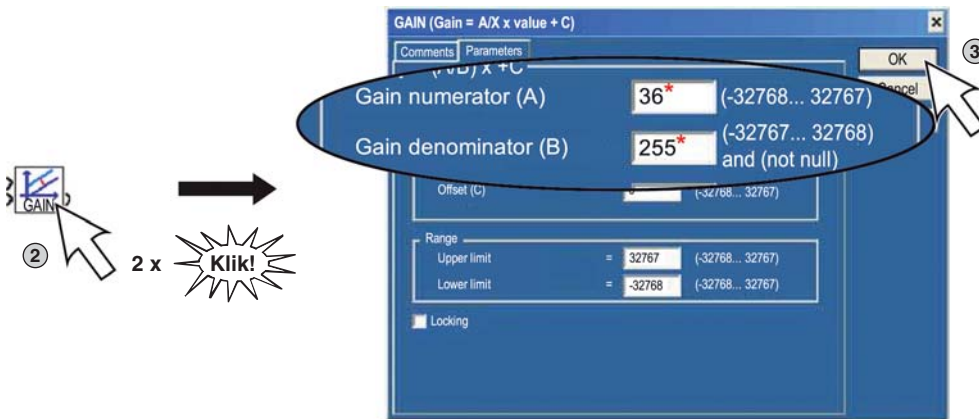 GAIN (Gain = A/X x value + C)
Comments
Parameters
(A/B) x +C
OK
3
Gain numerator (A)
36*
(-32768... 32767)
Gain denominator (B)
255*
(-32767... 32768)
and (not null)
Offset (C)
(-32768... 32767)
GAIN
2
2 x
Klik!
Range
Upper limit
=
32767
(-32768... 32767)
Lower limit
=
-32768
(-32768... 32767)
Locking